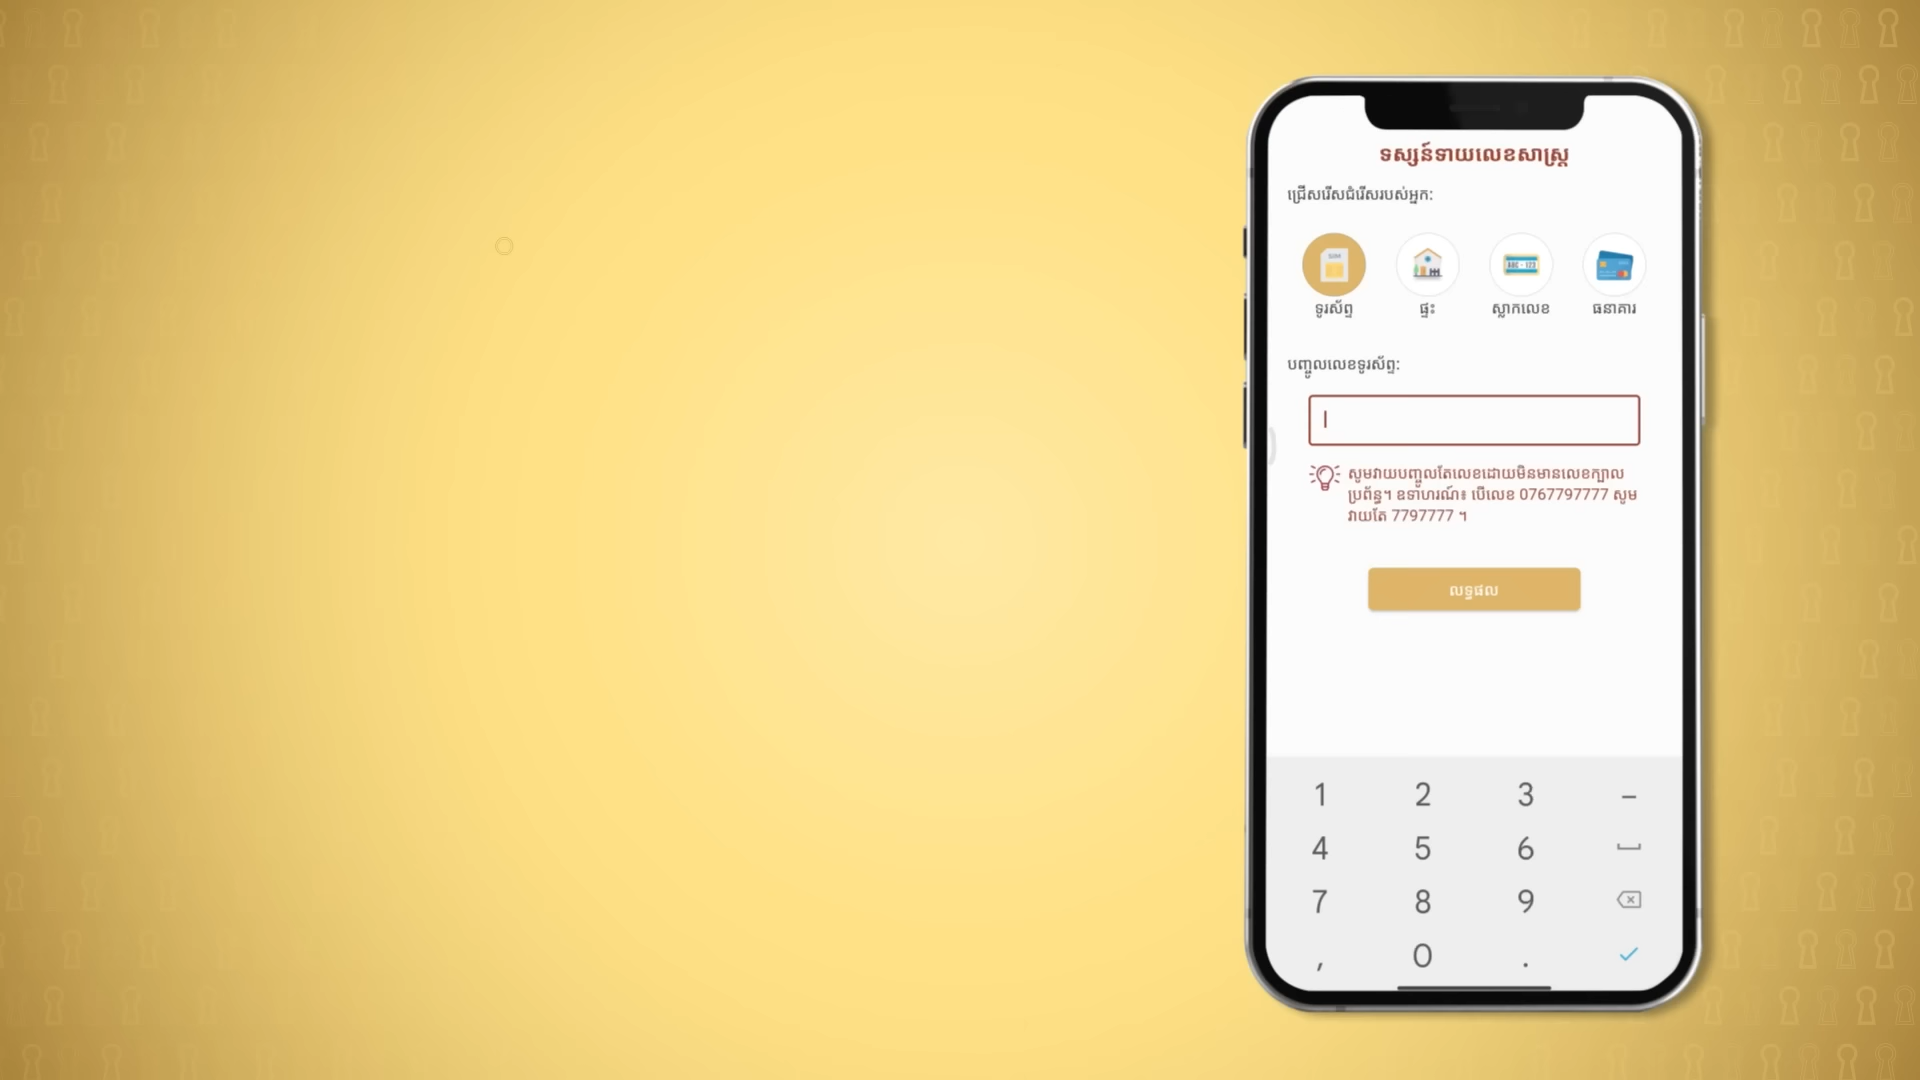 ទស្សន៍ទាយលេខសាស្ត្រ
ជ្រើសរើសជំរើសរបស់អ្នក:
SIM
ABC - 123
ទូរស័ព្ទ
ផ្ទះ
ស្លាកលេខ
ធនាគារ
បញ្ចូលលេខទូរស័ព្ទ:
សូមវាយបញ្ចូលតែលេខដោយមិនមានលេខក្បាល
ប្រព័ន្ធ។ ឧទាហរណ៍៖ បើលេខ 0767797777 សូម
វាយតែ 7797777 ។
លទ្ធផល
1 2 3 –
4 5 6
7 8 9
, 0 .